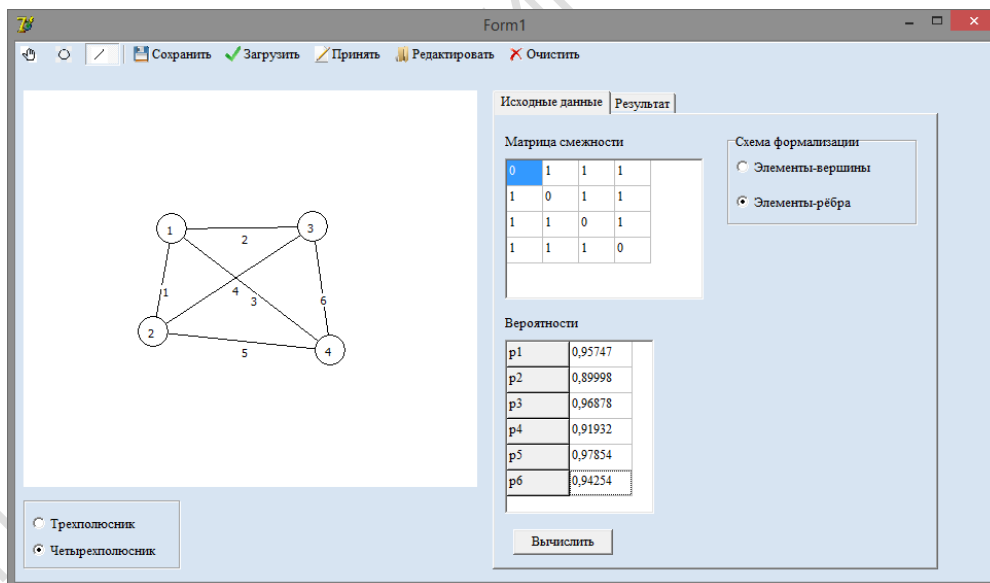 Form1
Сохранить Загрузить Принять Редактировать Очистить
Исходные данные Результат
Матрица смежности
0 1 1 1
1 0 1 1
1 1 0 1
1 1 1 0
Схема формализации
Элементы-вершины
Элементы-рёбра
1 2 3
1 4 3 6
2 5 4
Вероятности
p1 0,95747
p2 0,89998
p3 0,96878
p4 0,91932
p5 0,97854
p6 0,94254
Вычислить
Трехполюсник
Четырехполюсник